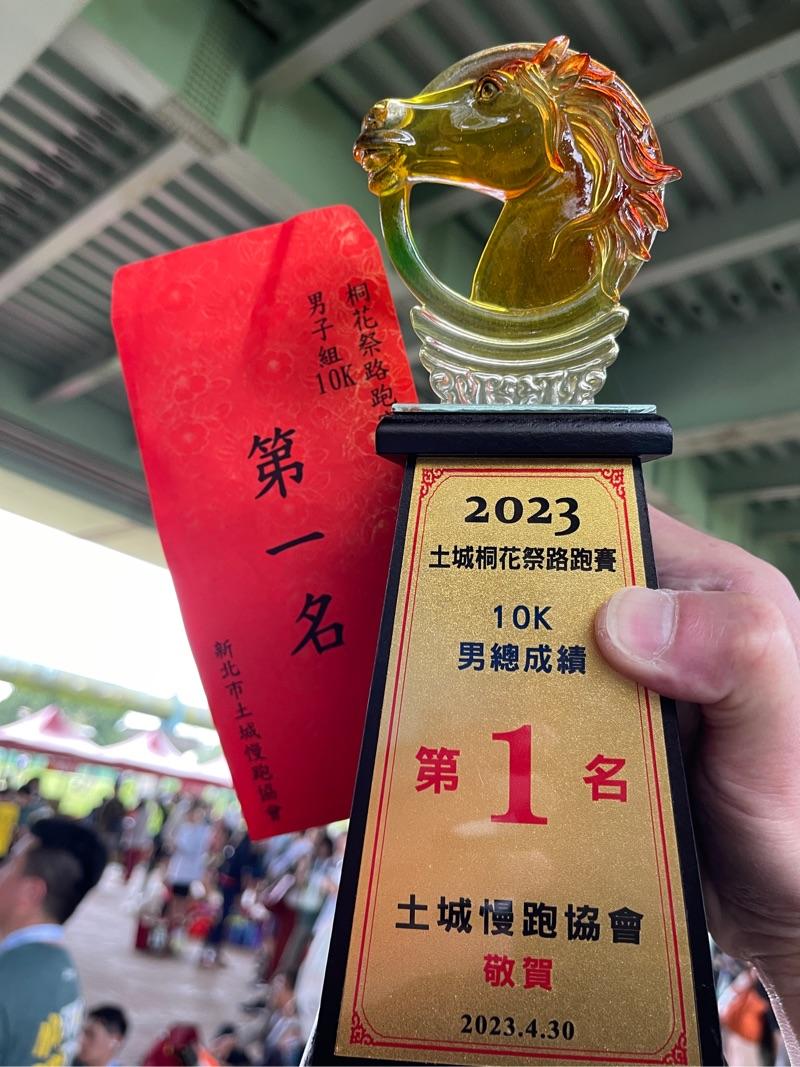 桐花祭路跑
男子組10K
第一名
新北市土城慢跑協會
2023
土城桐花祭路跑賽
10K
男總成績
第1名
土城慢跑協會
敬賀
2023.4.30